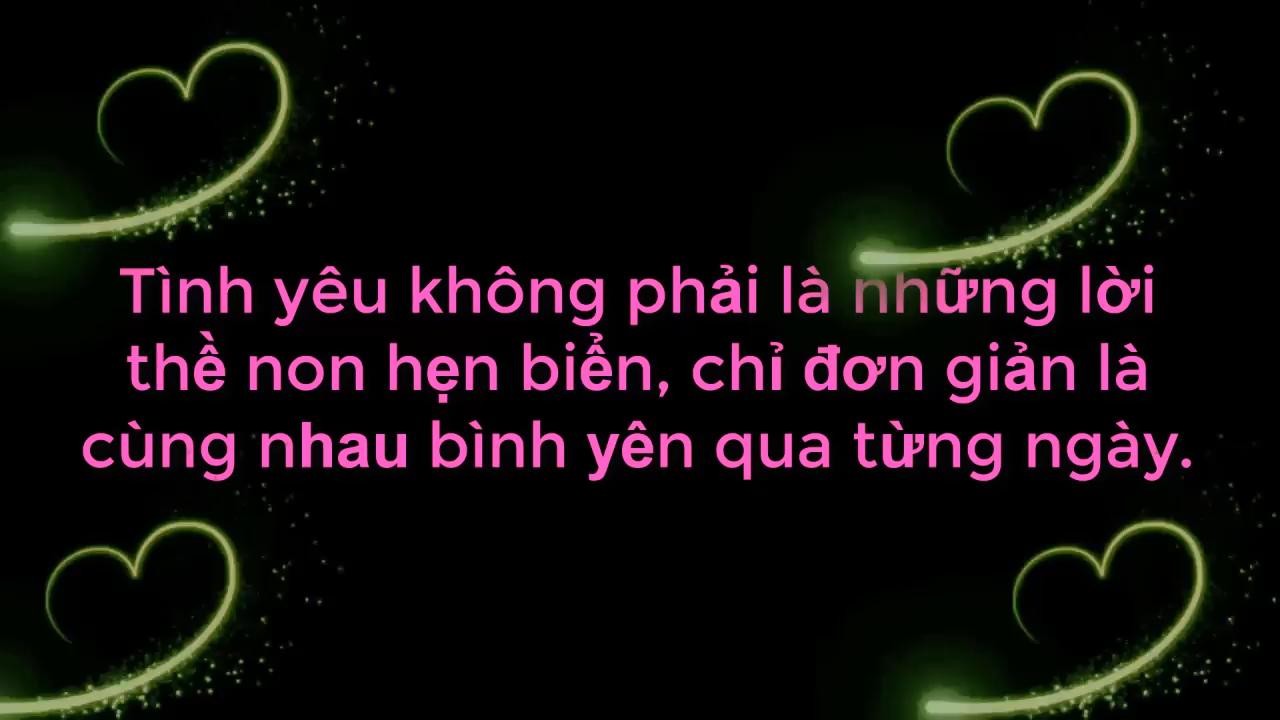 Tình yêu không phải là những lời
thề non hẹn biển, chỉ đơn giản là
cùng nhau bình yên qua từng ngày.